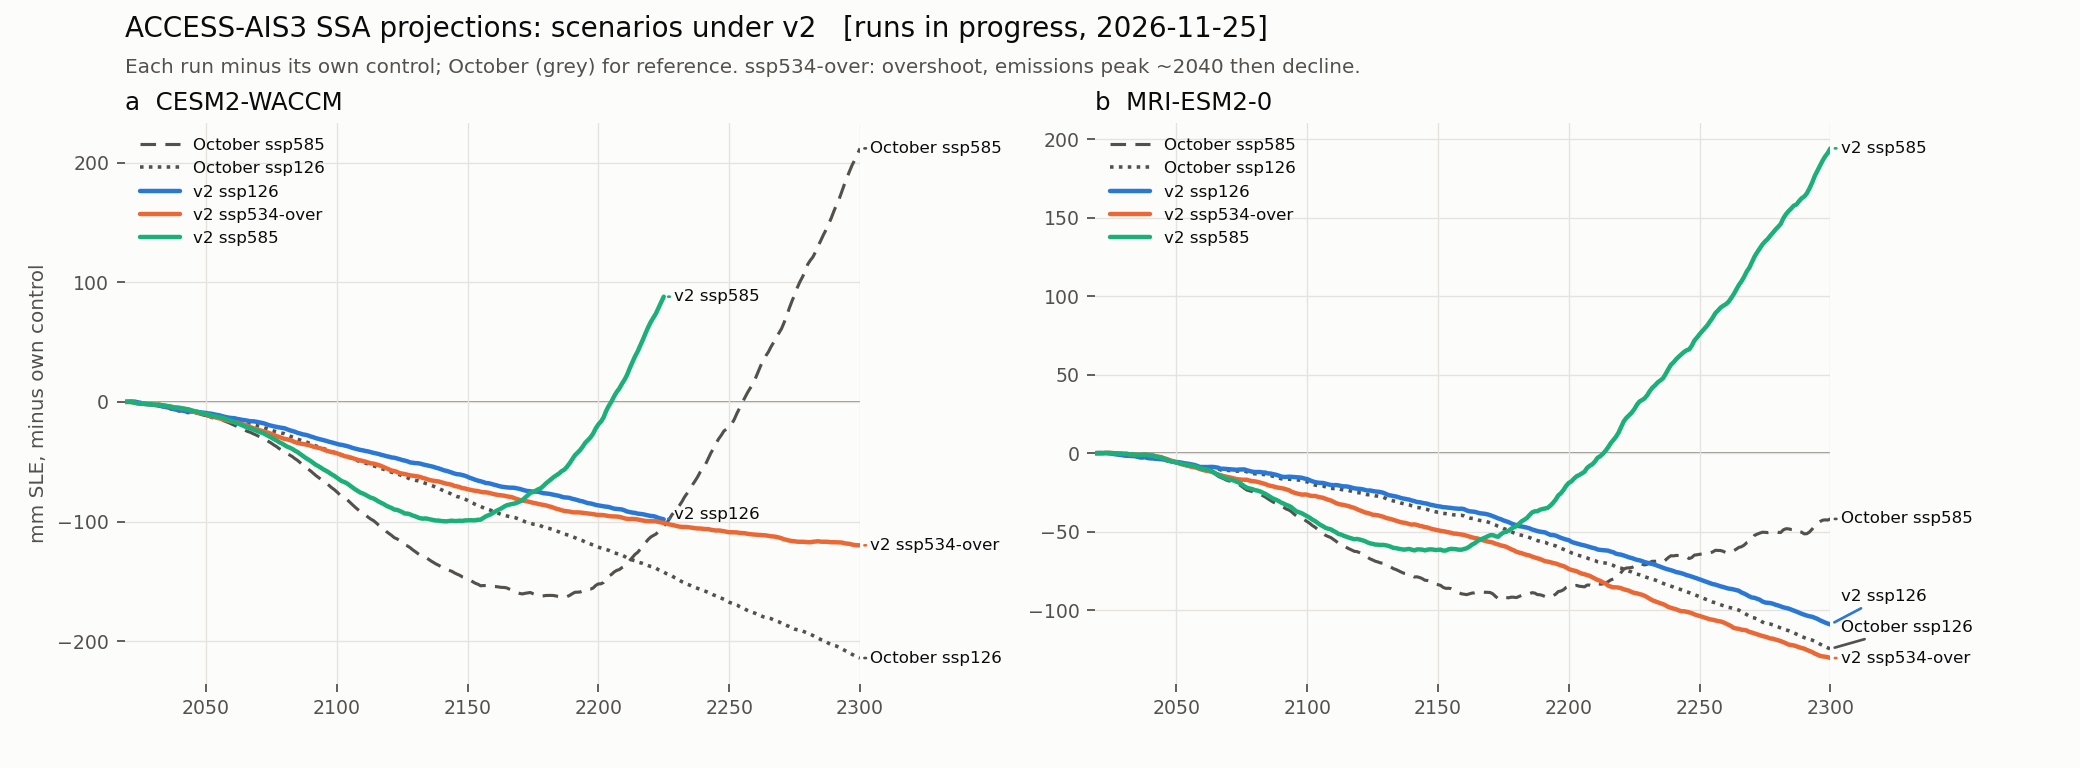 ACCESS-AIS3 SSA projections: scenarios under v2   [runs in progress, 2026-11-25]
Each run minus its own control; October (grey) for reference. ssp534-over: overshoot, emissions peak ~2040 then decline.
a  CESM2-WACCM
mm SLE, minus own control
200
100
0
−100
−200
October ssp585
October ssp126
v2 ssp126
v2 ssp534-over
v2 ssp585
October ssp585
v2 ssp585
v2 ssp126
v2 ssp534-over
October ssp126
2050
2100
2150
2200
2250
2300
b  MRI-ESM2-0
200
150
100
50
0
−50
−100
October ssp585
October ssp126
v2 ssp126
v2 ssp534-over
v2 ssp585
v2 ssp585
October ssp585
v2 ssp126
October ssp126
v2 ssp534-over
2050
2100
2150
2200
2250
2300